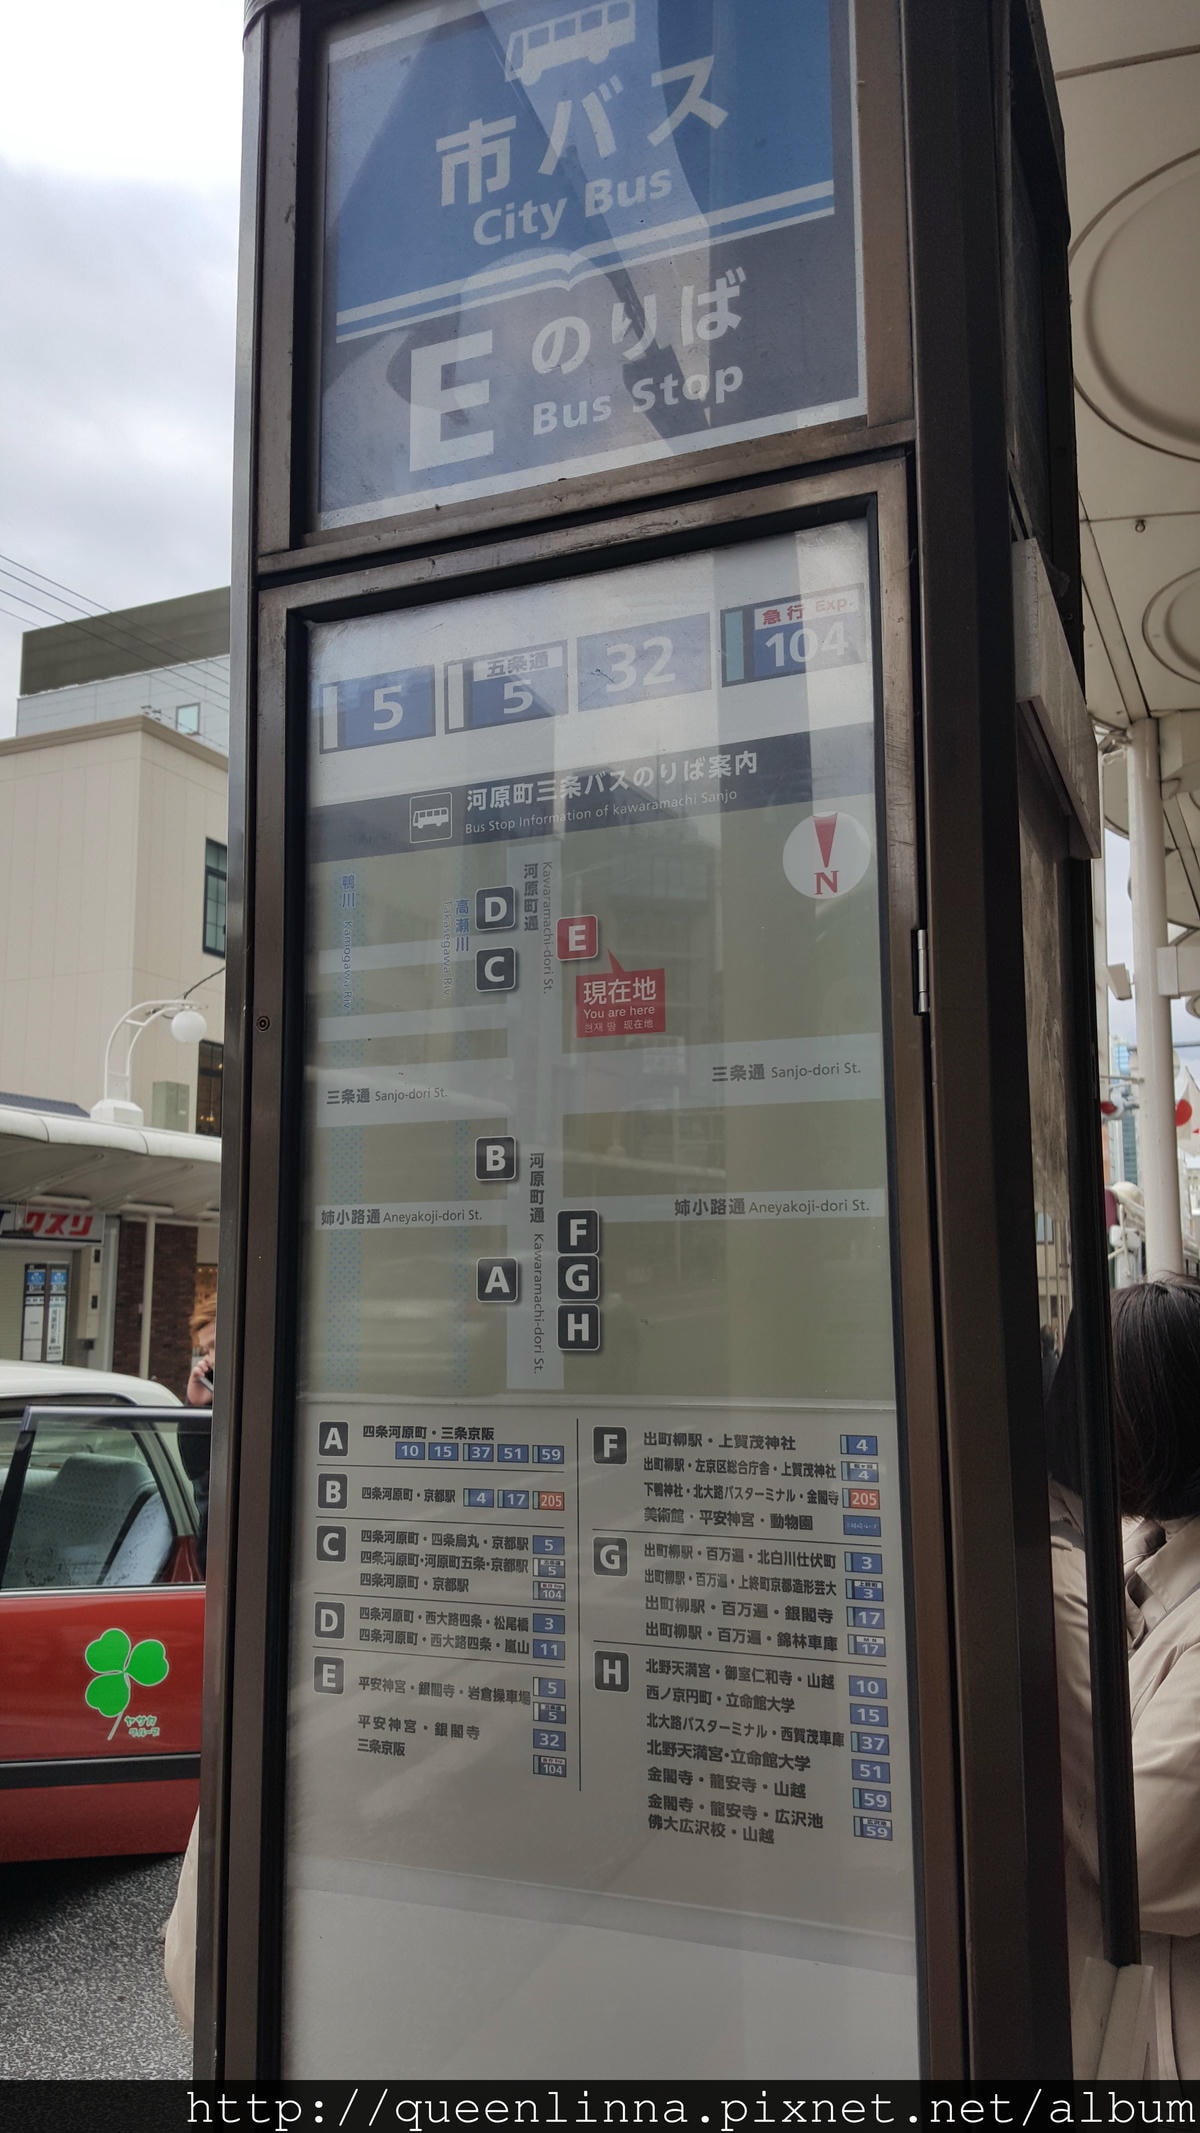 市バス
City Bus
E のりば
Bus Stop
5
五条通
5
32
急行 Exp.
104
河原町三条バスのりば案内
Bus Stop Information of kawaramachi Sanjo
N
鴨川 Kamogawa Riv.
高瀬川 Takasegawa Riv.
河原町通 Kawaramachi-dori St.
D
E
C
現在地
You are here
현재 땅 现在地
三条通 Sanjo-dori St.
三条通 Sanjo-dori St.
B
河原町通 Kawaramachi-dori St.
姉小路通 Aneyakoji-dori St.
姉小路通 Aneyakoji-dori St.
F
A
G
H
A 四条河原町・三条京阪
10 15 37 51 59
B 四条河原町・京都駅 4 17 205
C 四条河原町・四条烏丸・京都駅 5
四条河原町・河原町五条・京都駅 5
四条河原町・京都駅 104
D 四条河原町・西大路四条・松尾橋 3
四条河原町・西大路四条・嵐山 11
E 平安神宮・銀閣寺・岩倉操車場 5
5
平安神宮・銀閣寺 32
三条京阪 104
F 出町柳駅・上賀茂神社 4
出町柳駅・左京区総合庁舎・上賀茂神社 4
下鴨神社・北大路バスターミナル・金閣寺 205
美術館・平安神宮・動物園
G 出町柳駅・百万遍・北白川仕伏町 3
出町柳駅・百万遍・上終町京都造形芸大 3
出町柳駅・百万遍・銀閣寺 17
出町柳駅・百万遍・錦林車庫 17
H 北野天満宮・御室仁和寺・山越 10
西ノ京円町・立命館大学 15
北大路バスターミナル・西賀茂車庫 37
北野天満宮・立命館大学 51
金閣寺・龍安寺・山越 59
金閣寺・龍安寺・広沢池 59
佛大広沢校・山越
クスリ
ヤサカ
グループ
http://queenlinna.pixnet.net/album